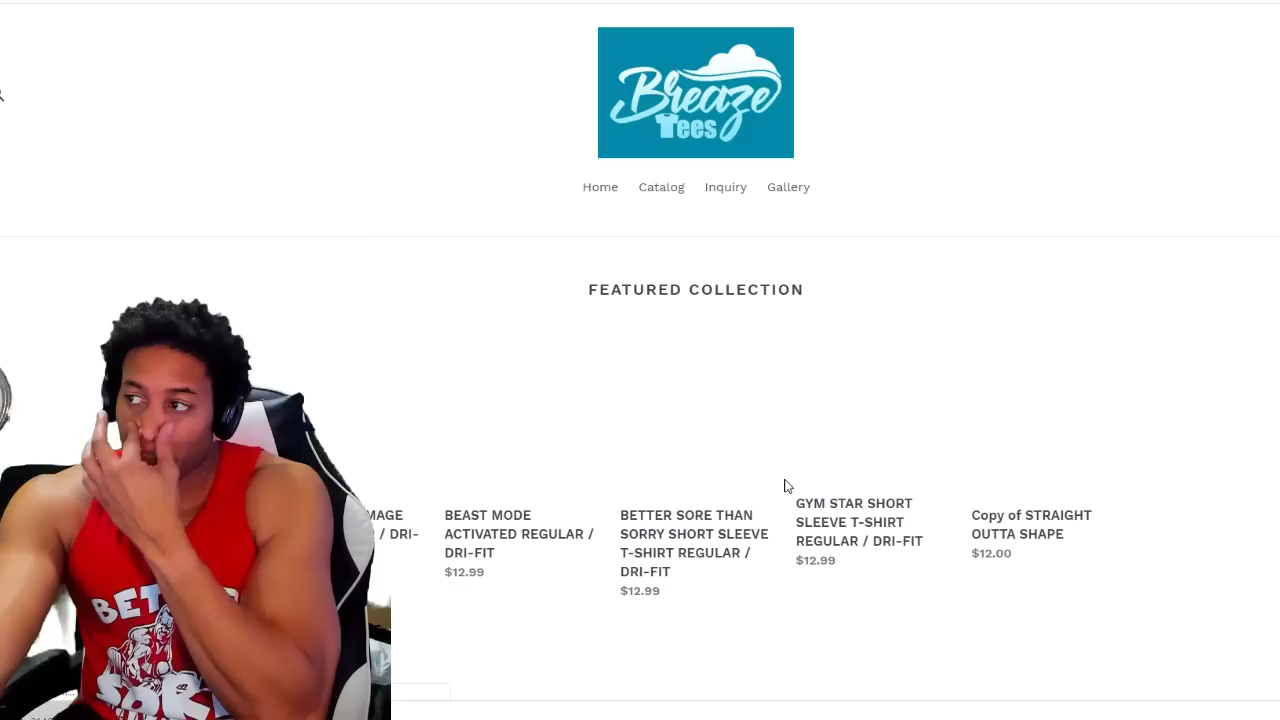 Breaze
Tees
Home Catalog Inquiry Gallery
FEATURED COLLECTION
MAGE
/ DRI-
BEAST MODE
ACTIVATED REGULAR /
DRI-FIT
$12.99
BETTER SORE THAN
SORRY SHORT SLEEVE
T-SHIRT REGULAR /
DRI-FIT
$12.99
GYM STAR SHORT
SLEEVE T-SHIRT
REGULAR / DRI-FIT
$12.99
Copy of STRAIGHT
OUTTA SHAPE
$12.00
BET
SOR